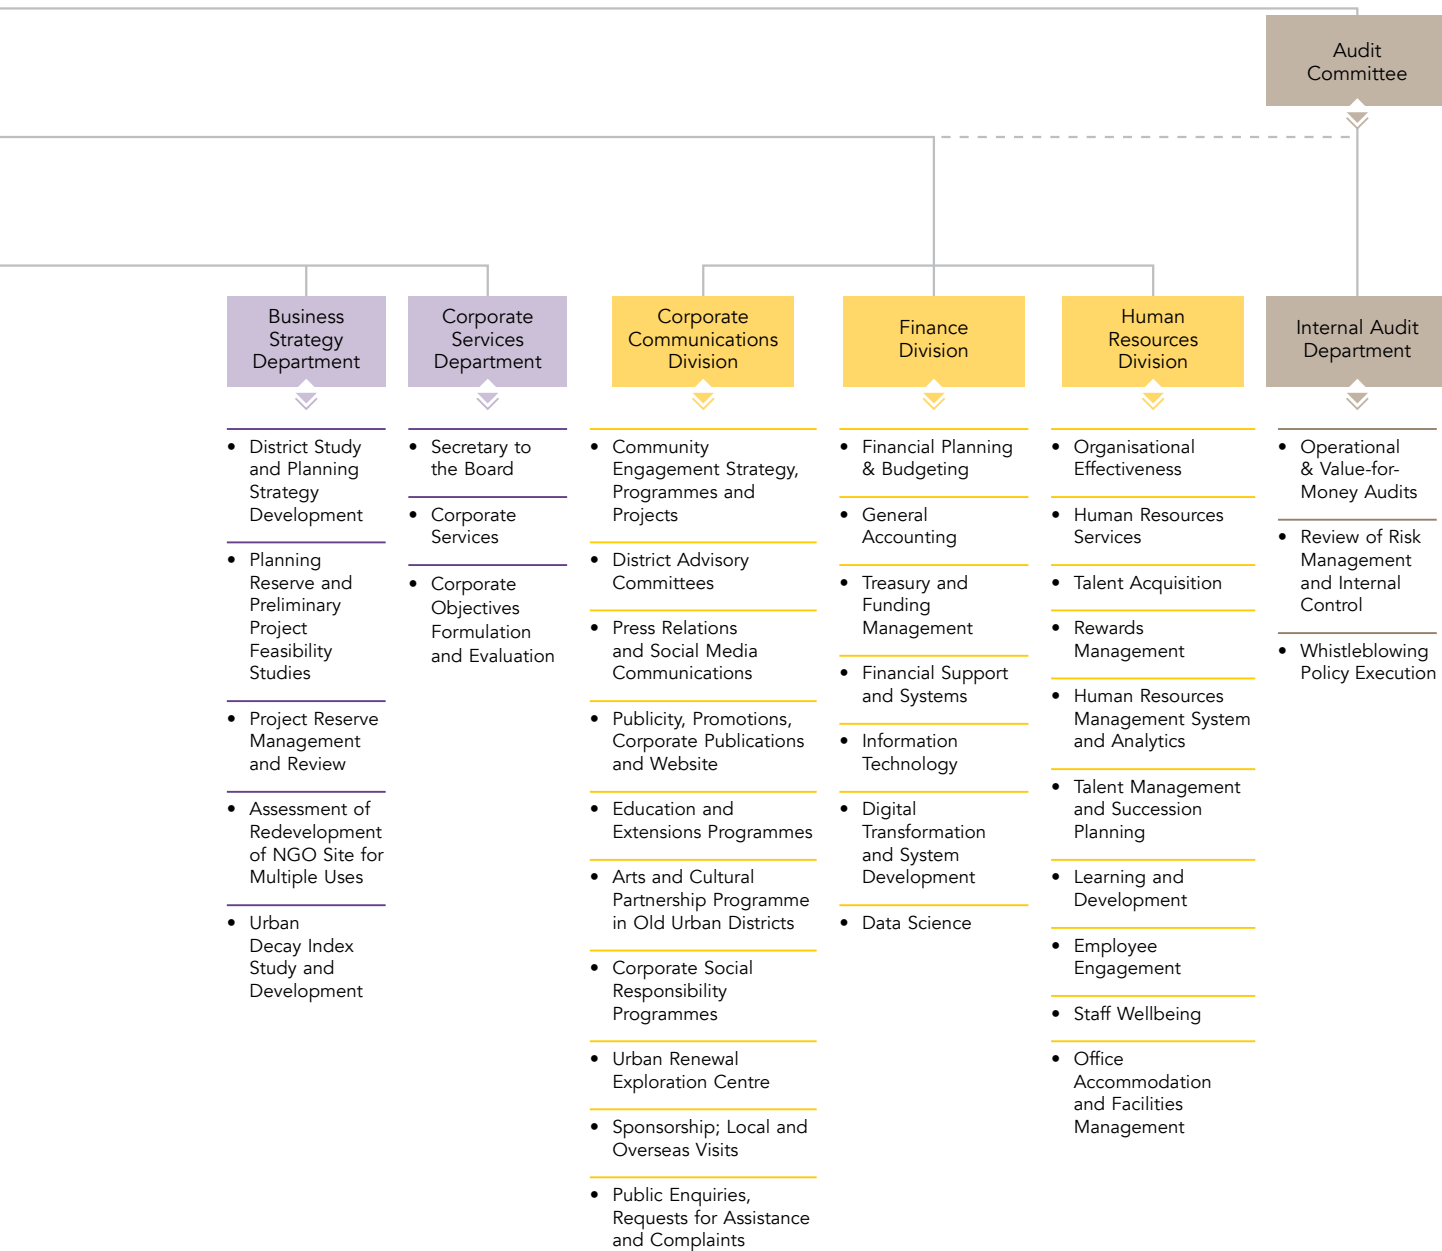 Audit
Committee
Business
Strategy
Department
• District Study
and Planning
Strategy
Development
• Planning
Reserve and
Preliminary
Project
Feasibility
Studies
• Project Reserve
Management
and Review
• Assessment of
Redevelopment
of NGO Site for
Multiple Uses
• Urban
Decay Index
Study and
Development
Corporate
Services
Department
• Secretary to
the Board
• Corporate
Services
• Corporate
Objectives
Formulation
and Evaluation
Corporate
Communications
Division
• Community
Engagement Strategy,
Programmes and
Projects
• District Advisory
Committees
• Press Relations
and Social Media
Communications
• Publicity, Promotions,
Corporate Publications
and Website
• Education and
Extensions Programmes
• Arts and Cultural
Partnership Programme
in Old Urban Districts
• Corporate Social
Responsibility
Programmes
• Urban Renewal
Exploration Centre
• Sponsorship; Local and
Overseas Visits
• Public Enquiries,
Requests for Assistance
and Complaints
Finance
Division
• Financial Planning
& Budgeting
• General
Accounting
• Treasury and
Funding
Management
• Financial Support
and Systems
• Information
Technology
• Digital
Transformation
and System
Development
• Data Science
Human
Resources
Division
• Organisational
Effectiveness
• Human Resources
Services
• Talent Acquisition
• Rewards
Management
• Human Resources
Management System
and Analytics
• Talent Management
and Succession
Planning
• Learning and
Development
• Employee
Engagement
• Staff Wellbeing
• Office
Accommodation
and Facilities
Management
Internal Audit
Department
• Operational
& Value-for-
Money Audits
• Review of Risk
Management
and Internal
Control
• Whistleblowing
Policy Execution